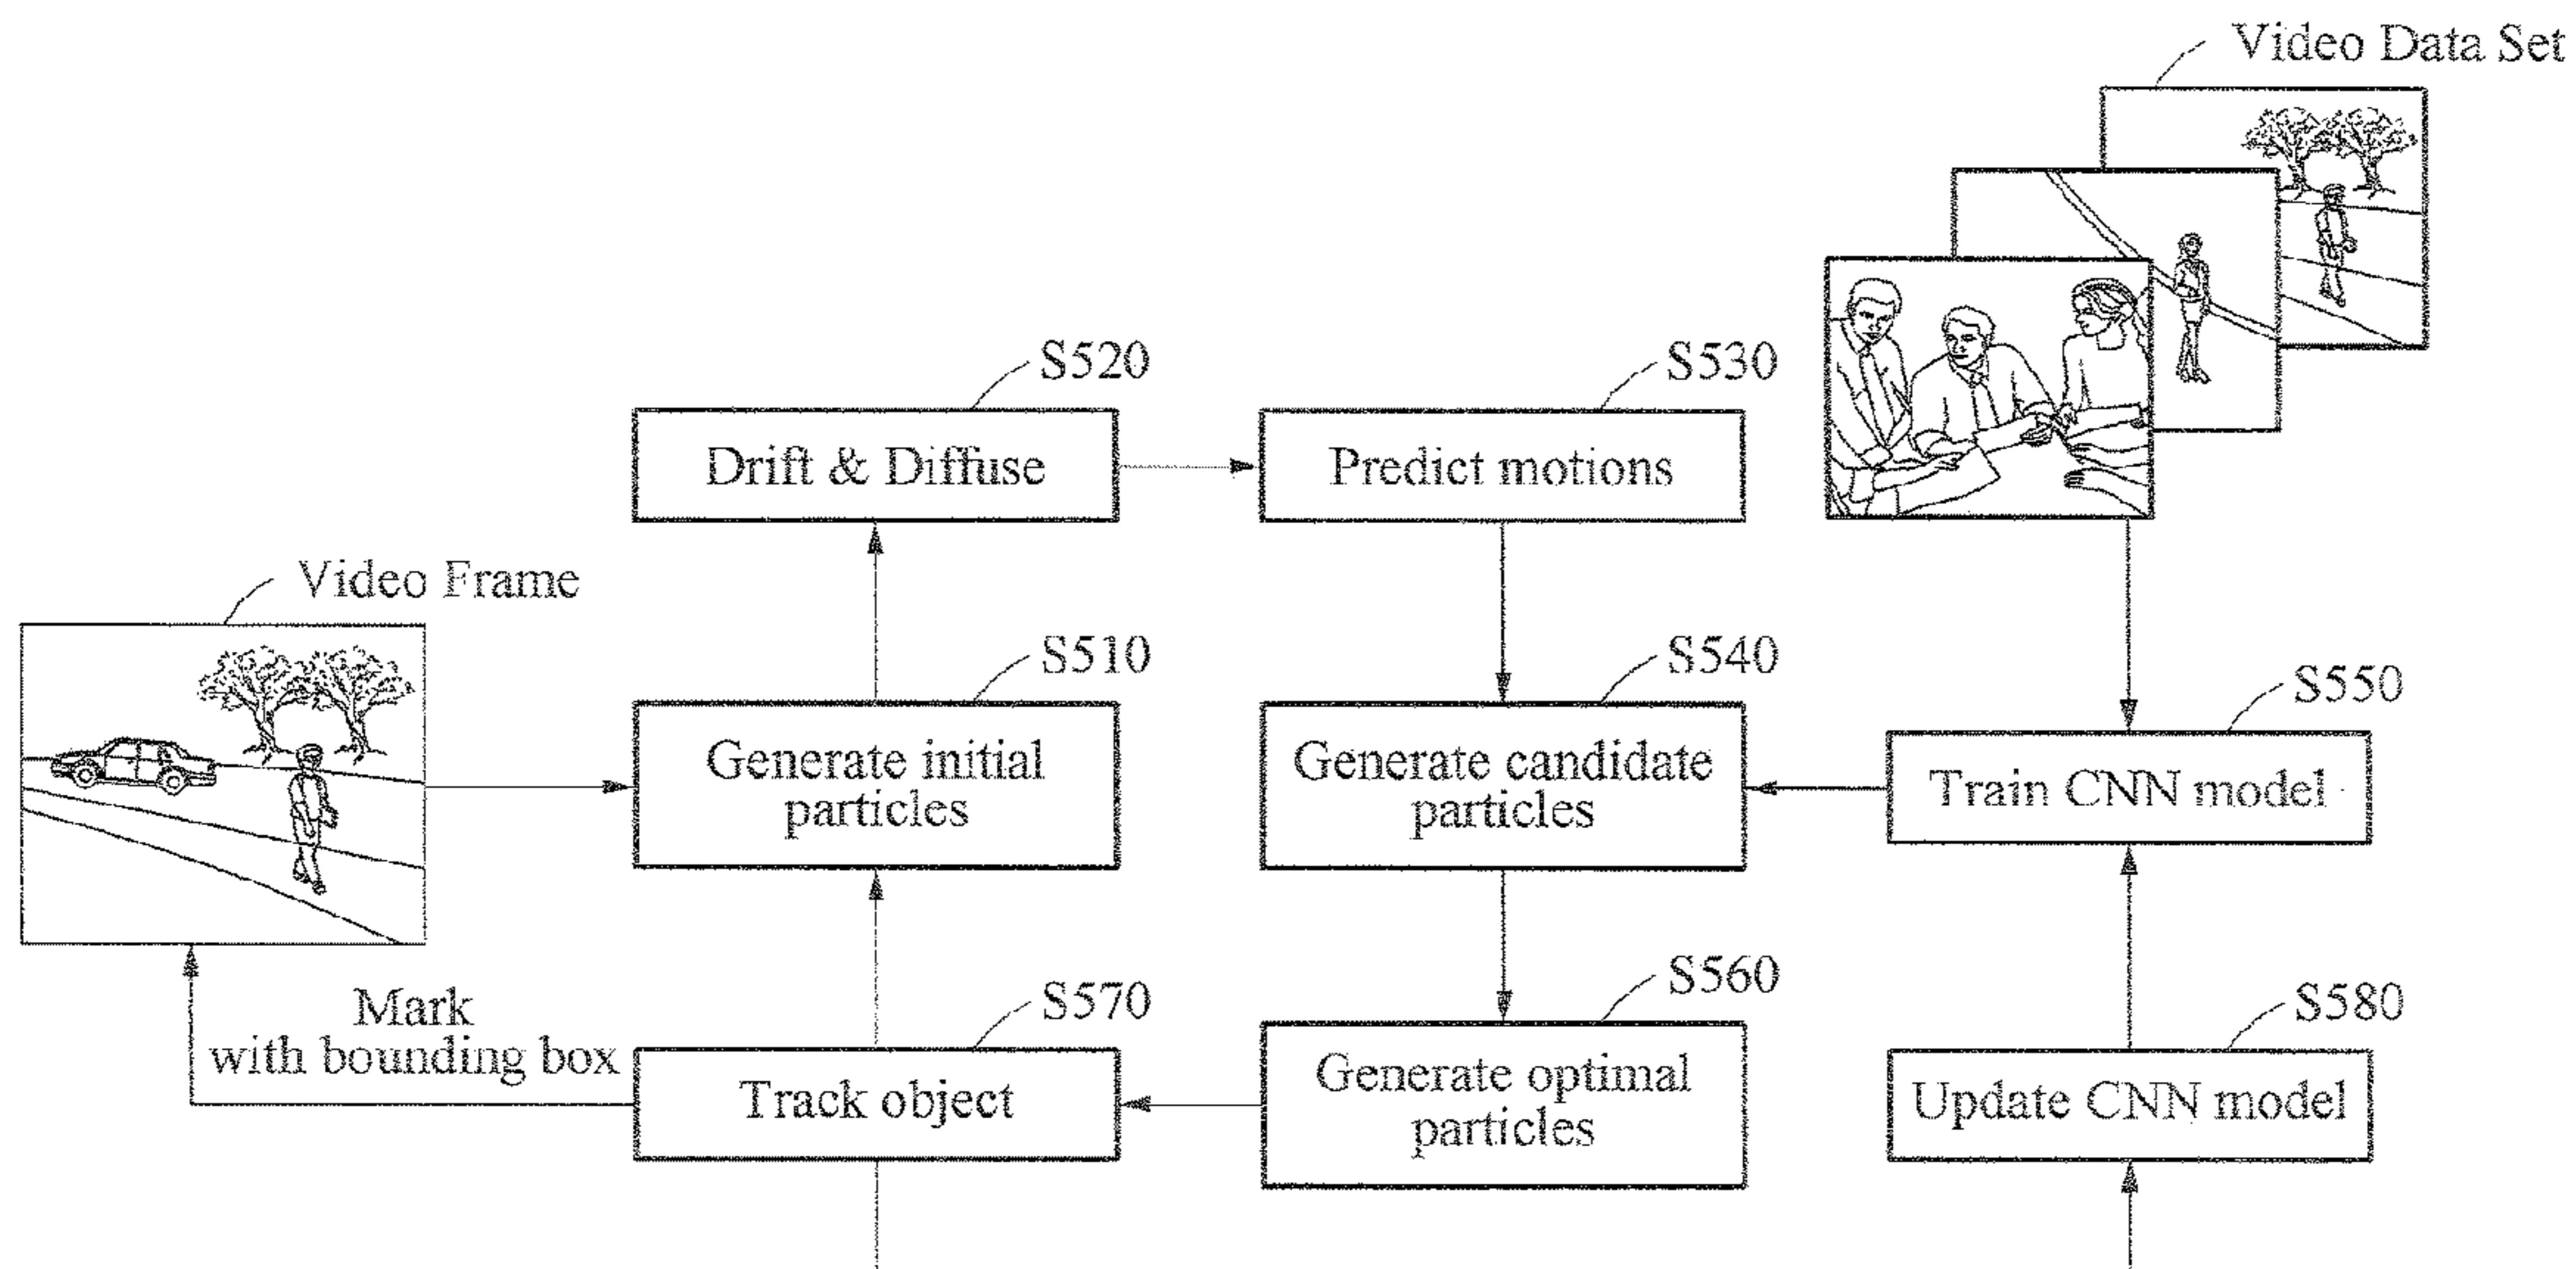 Video Data Set
S520
S530
Drift & Diffuse
Predict motions
Video Frame
S510
S540
S550
Generate initial
particles
Generate candidate
particles
Train CNN model
Mark
with bounding box
S570
S560
S580
Track object
Generate optimal
particles
Update CNN model